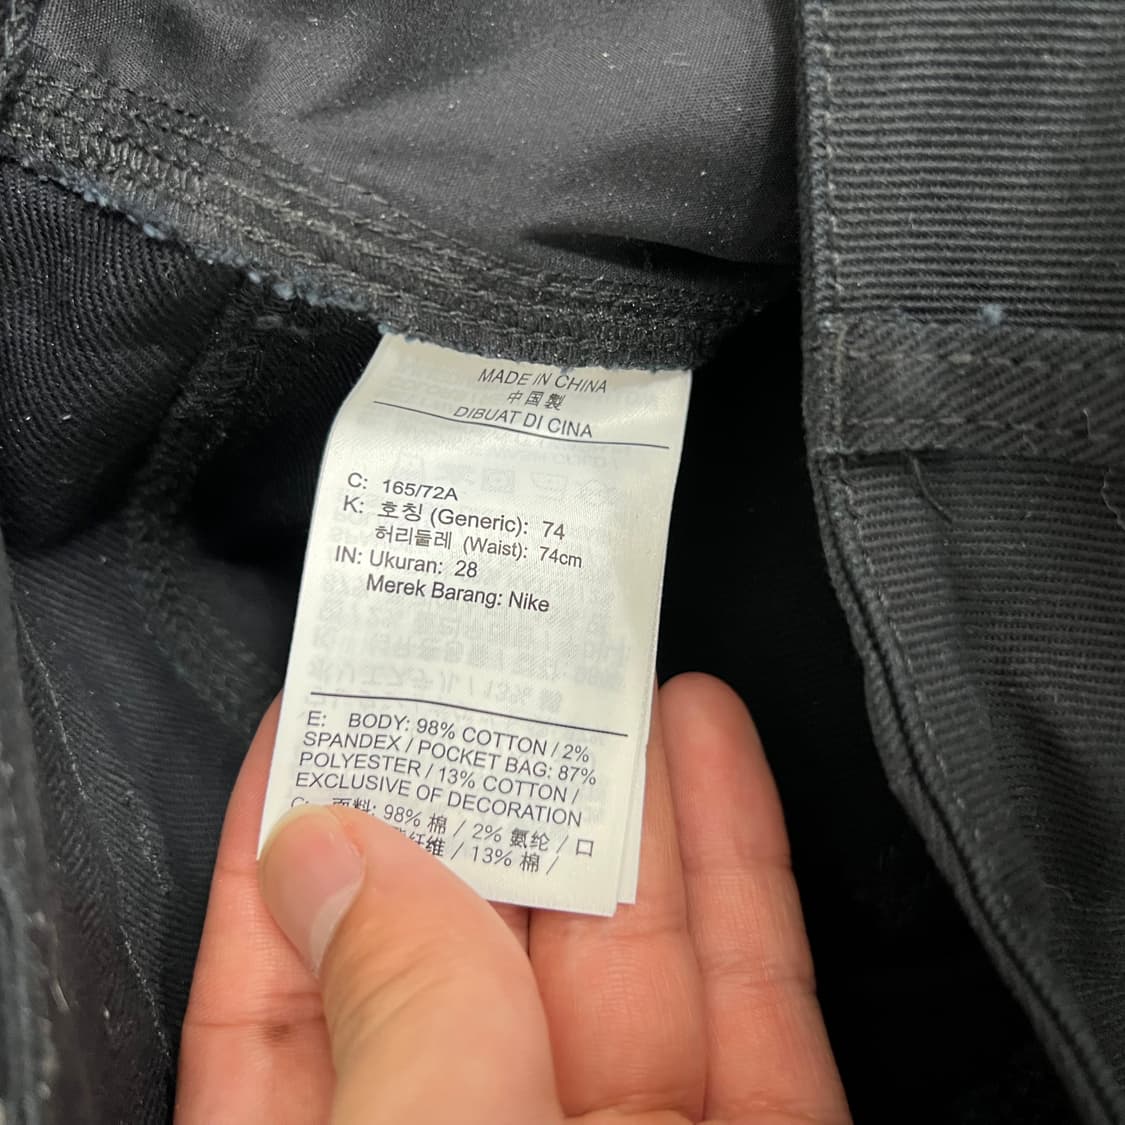 MADE IN CHINA
中国製
DIBUAT DI CINA
C: 165/72A
K: 호칭 (Generic): 74
허리둘레 (Waist): 74cm
IN: Ukuran: 28
Merek Barang: Nike
E: BODY: 98% COTTON / 2%
SPANDEX / POCKET BAG: 87%
POLYESTER / 13% COTTON /
EXCLUSIVE OF DECORATION
C: 面料: 98% 棉 / 2% 氨纶 / 口
纤维 / 13% 棉 /